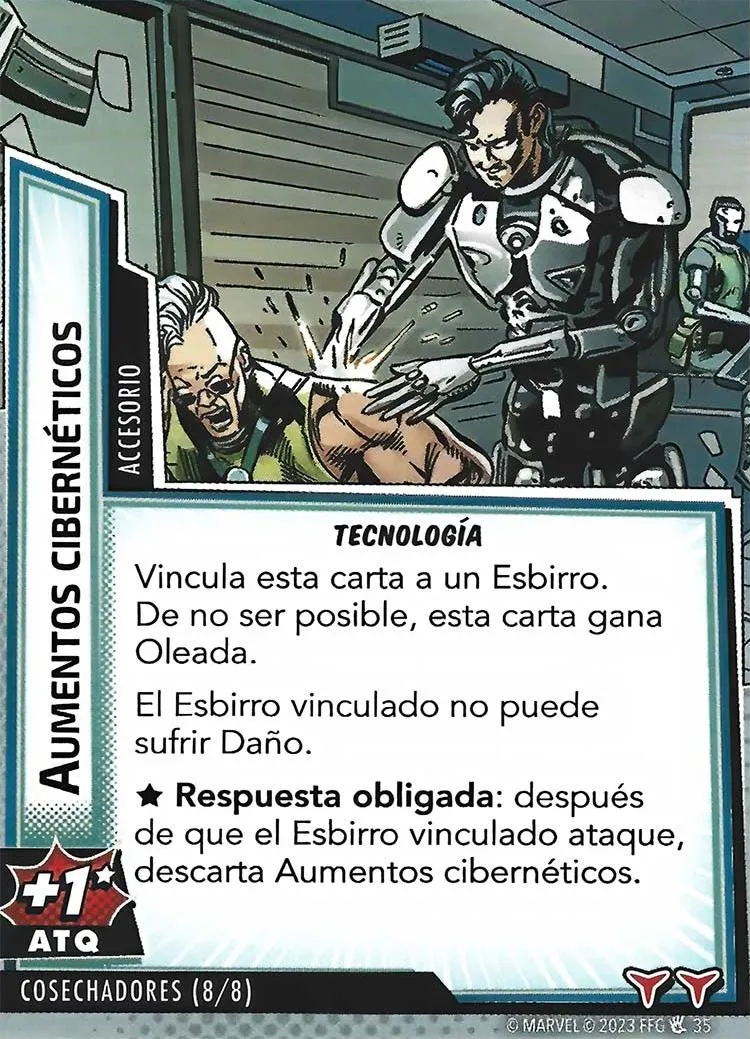 AUMENTOS CIBERNÉTICOS
ACCESORIO
TECNOLOGÍA
Vincula esta carta a un Esbirro.
De no ser posible, esta carta gana
Oleada.
El Esbirro vinculado no puede
sufrir Daño.
★ Respuesta obligada: después
de que el Esbirro vinculado ataque,
descarta Aumentos cibernéticos.
+1★
ATQ
COSECHADORES (8/8)
© MARVEL © 2023 FFG 35